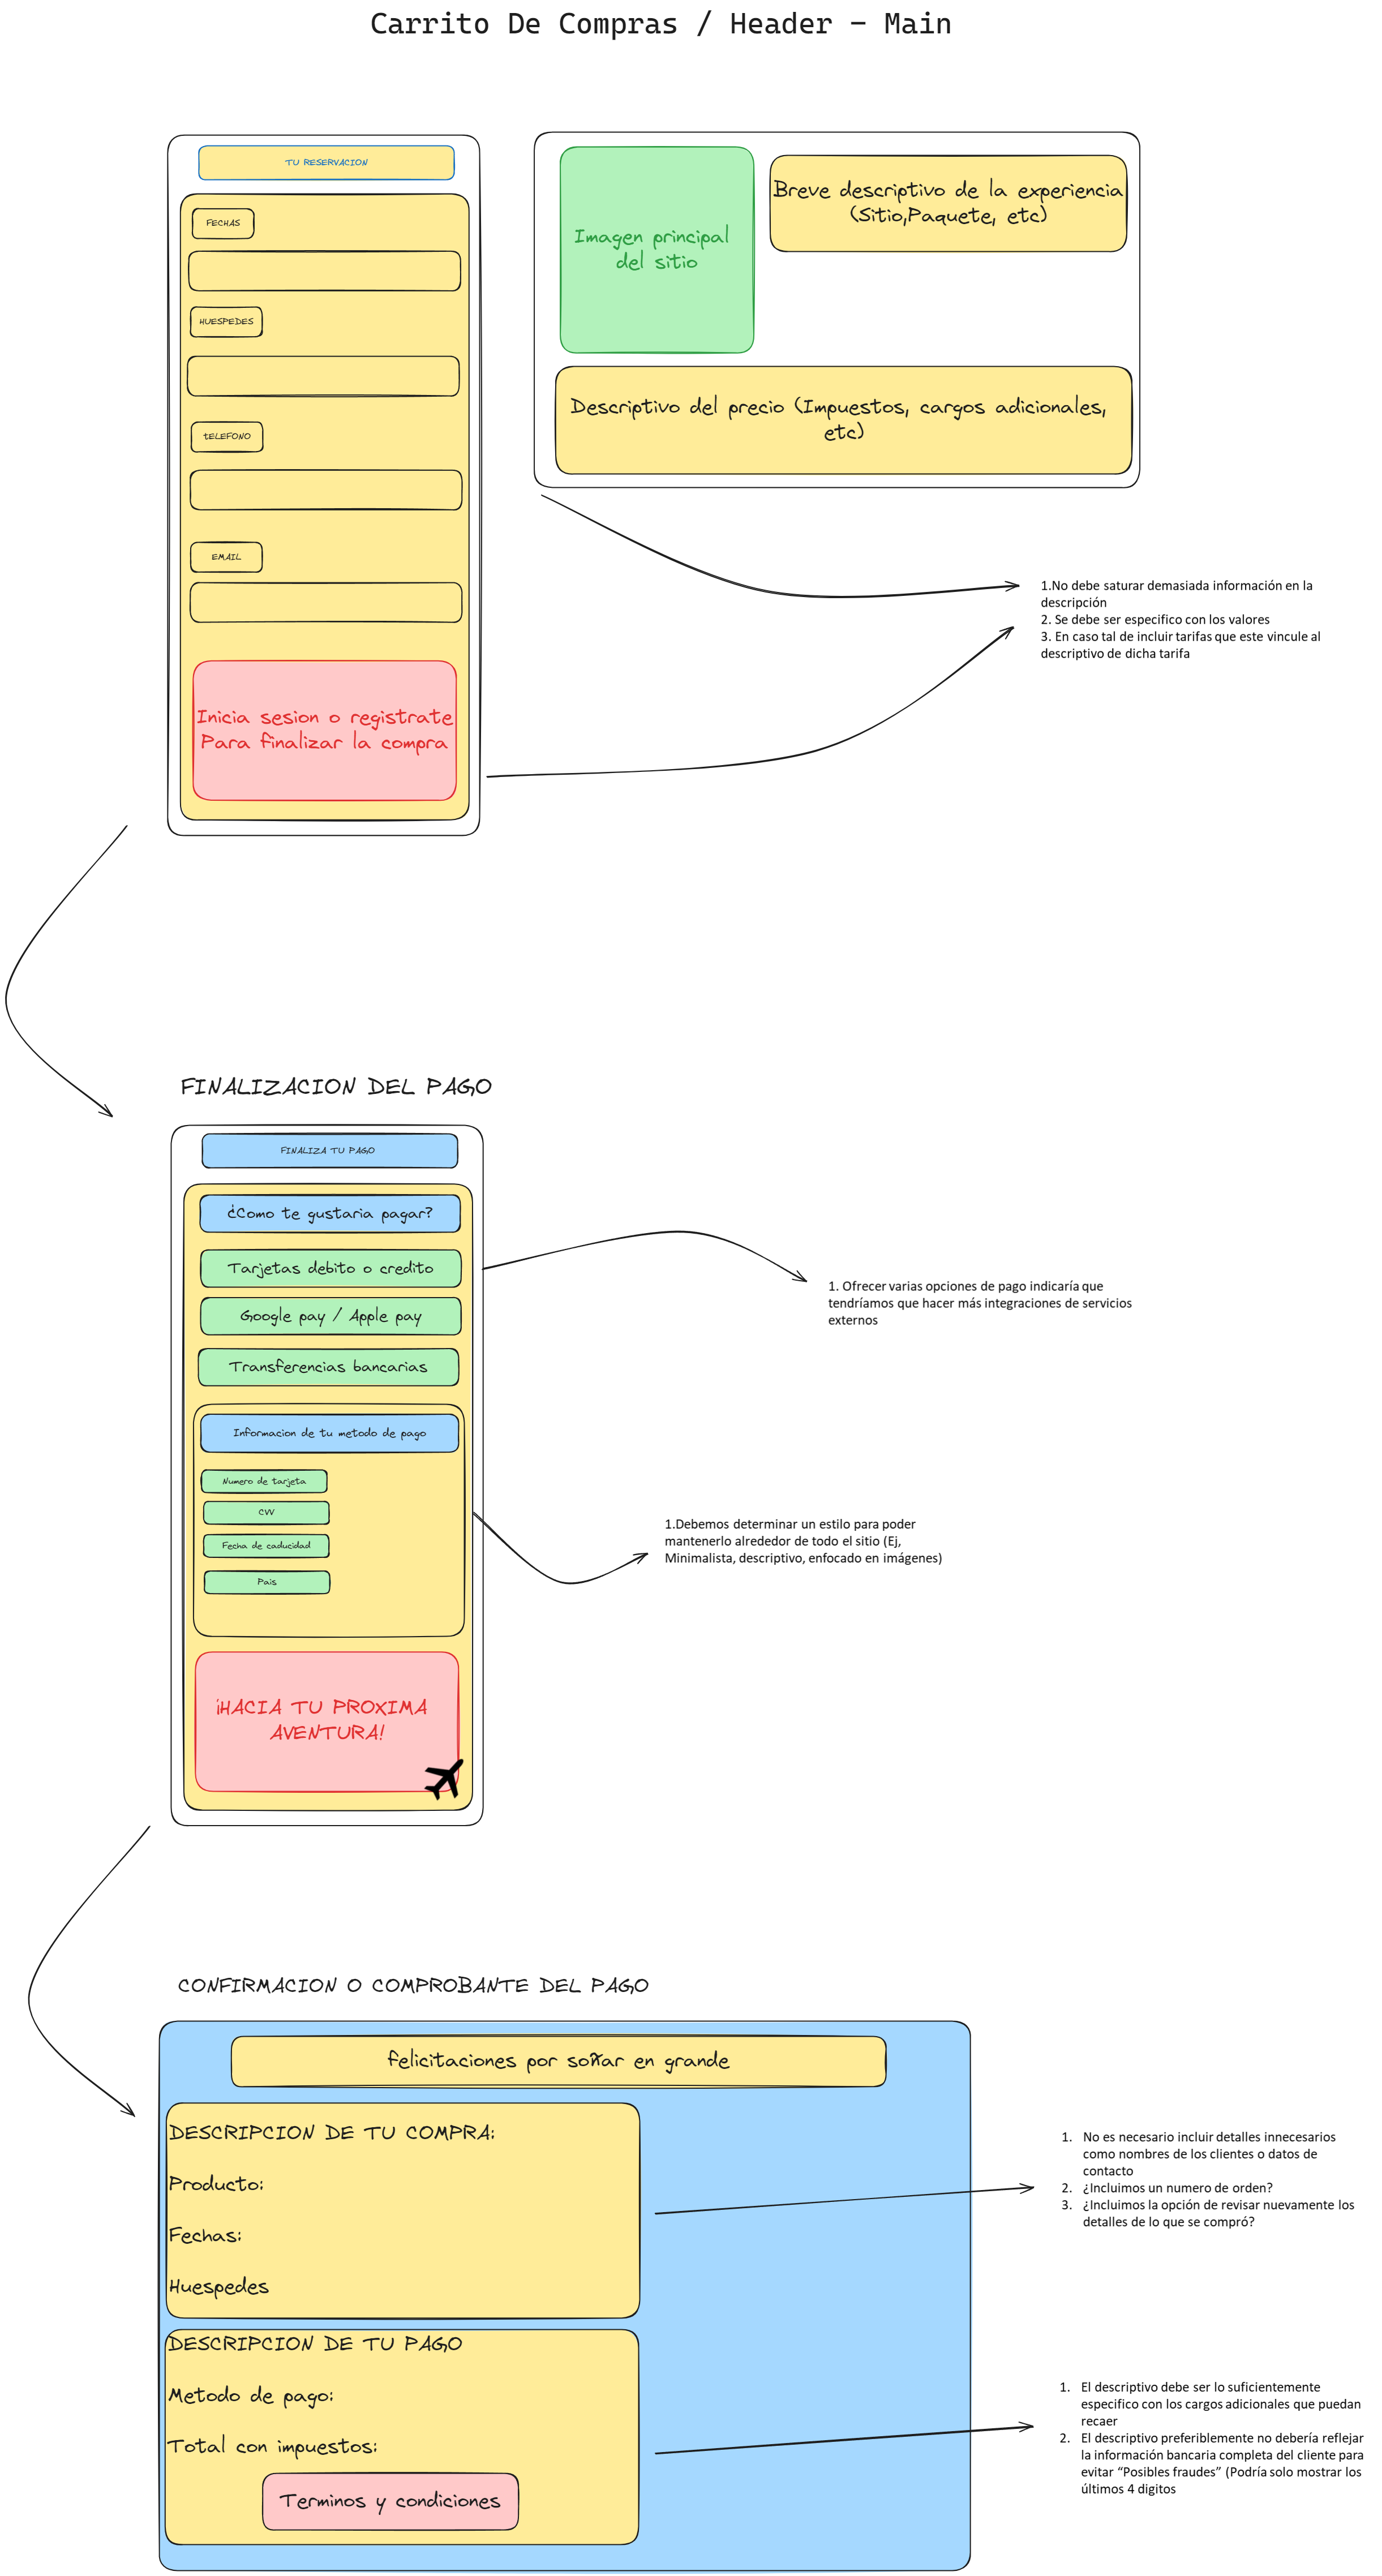 Carrito De Compras / Header - Main
TU RESERVACION
FECHAS
HUESPEDES
tELEFONO
EMAIL
Inicia sesion o registrate
Para finalizar la compra
Imagen principal
del sitio
Breve descriptivo de la experiencia
(Sitio,Paquete, etc)
Descriptivo del precio (Impuestos, cargos adicionales,
etc)
1.No debe saturar demasiada información en la
descripción
2. Se debe ser especifico con los valores
3. En caso tal de incluir tarifas que este vincule al
descriptivo de dicha tarifa
FINALIZACION DEL PAGO
FINALIZA TU PAGO
¿Como te gustaria pagar?
Tarjetas debito o credito
Google pay / Apple pay
Transferencias bancarias
Informacion de tu metodo de pago
Numero de tarjeta
CVV
Fecha de caducidad
Pais
¡HACIA TU PROXIMA
AVENTURA!
1. Ofrecer varias opciones de pago indicaría que
tendríamos que hacer más integraciones de servicios
externos
1.Debemos determinar un estilo para poder
mantenerlo alrededor de todo el sitio (Ej,
Minimalista, descriptivo, enfocado en imágenes)
CONFIRMACION O COMPROBANTE DEL PAGO
felicitaciones por soñar en grande
DESCRIPCION DE TU COMPRA:
Producto:
Fechas:
Huespedes
DESCRIPCION DE TU PAGO
Metodo de pago:
Total con impuestos:
Terminos y condiciones
1. No es necesario incluir detalles innecesarios
como nombres de los clientes o datos de
contacto
2. ¿Incluimos un numero de orden?
3. ¿Incluimos la opción de revisar nuevamente los
detalles de lo que se compró?
1. El descriptivo debe ser lo suficientemente
especifico con los cargos adicionales que puedan
recaer
2. El descriptivo preferiblemente no debería reflejar
la información bancaria completa del cliente para
evitar “Posibles fraudes” (Podría solo mostrar los
últimos 4 digitos